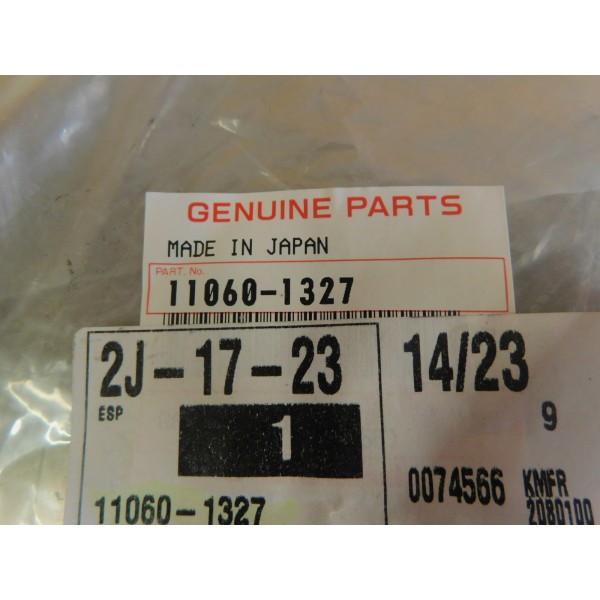 GENUINE PARTS
MADE IN JAPAN
PART. No.
11060-1327
2J-17-23
14/23
ESP
1
9
0074566
KMFR
2080100
11060-1327